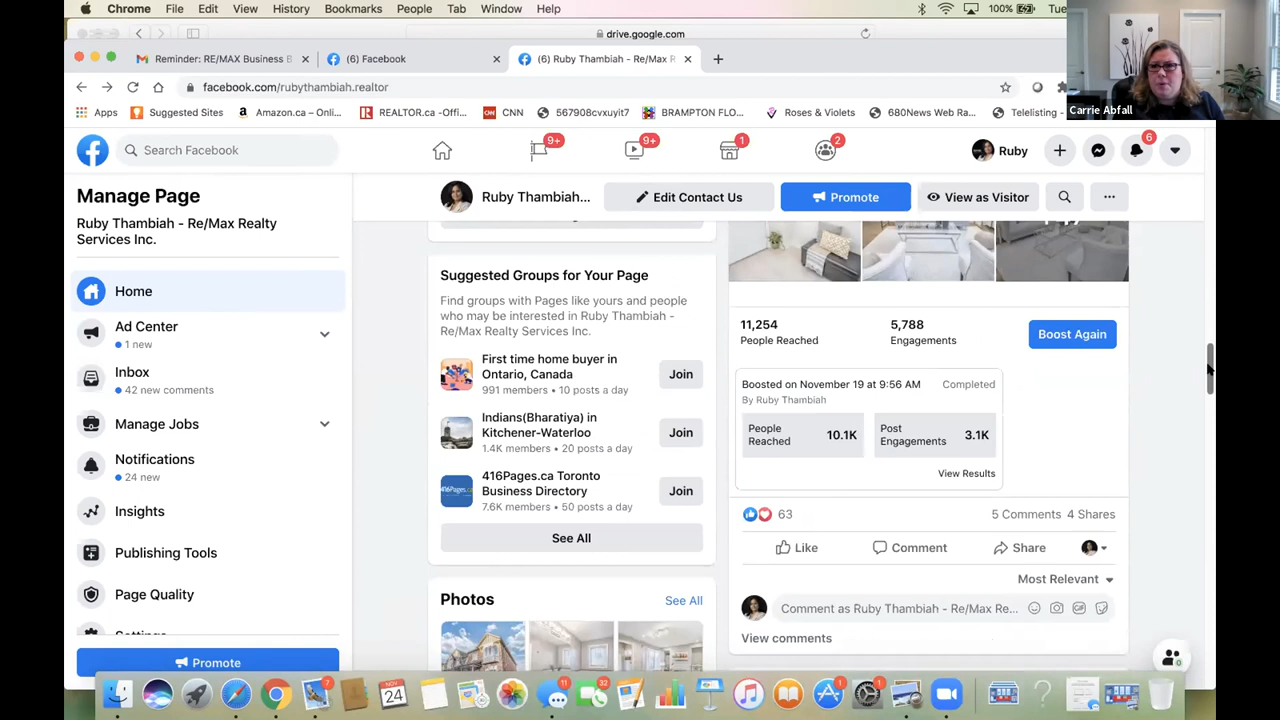 Chrome File Edit View History Bookmarks People Tab Window Help 100% Tue
drive.google.com
Reminder: RE/MAX Business B
(6) Facebook
(6) Ruby Thambiah - Re/Max R
facebook.com/rubythambiah.realtor
Apps Suggested Sites Amazon.ca – Onli... REALTOR.ca -Offi... CNN 567908cvxuyit7 BRAMPTON FLO... Roses & Violets 680News Web Ra... Telelisting -
Carrie Abfall
Search Facebook
9+ 9+ 1 2
Ruby
6
Manage Page
Ruby Thambiah - Re/Max Realty
Services Inc.
Home
Ad Center
1 new
Inbox
42 new comments
Manage Jobs
Notifications
24 new
Insights
Publishing Tools
Page Quality
Settings
Promote
Ruby Thambiah...
Edit Contact Us
Promote
View as Visitor
Suggested Groups for Your Page
Find groups with Pages like yours and people
who may be interested in Ruby Thambiah -
Re/Max Realty Services Inc.
First time home buyer in
Ontario, Canada
991 members • 10 posts a day
Join
Indians(Bharatiya) in
Kitchener-Waterloo
1.4K members • 20 posts a day
Join
416Pages.ca Toronto
Business Directory
7.6K members • 50 posts a day
Join
See All
Photos
See All
11,254
People Reached
5,788
Engagements
Boost Again
Boosted on November 19 at 9:56 AM
Completed
By Ruby Thambiah
People
Reached
10.1K
Post
Engagements
3.1K
View Results
63
5 Comments 4 Shares
Like
Comment
Share
Most Relevant
Comment as Ruby Thambiah - Re/Max Re...
View comments
7
NOV
24
11
32
1
1